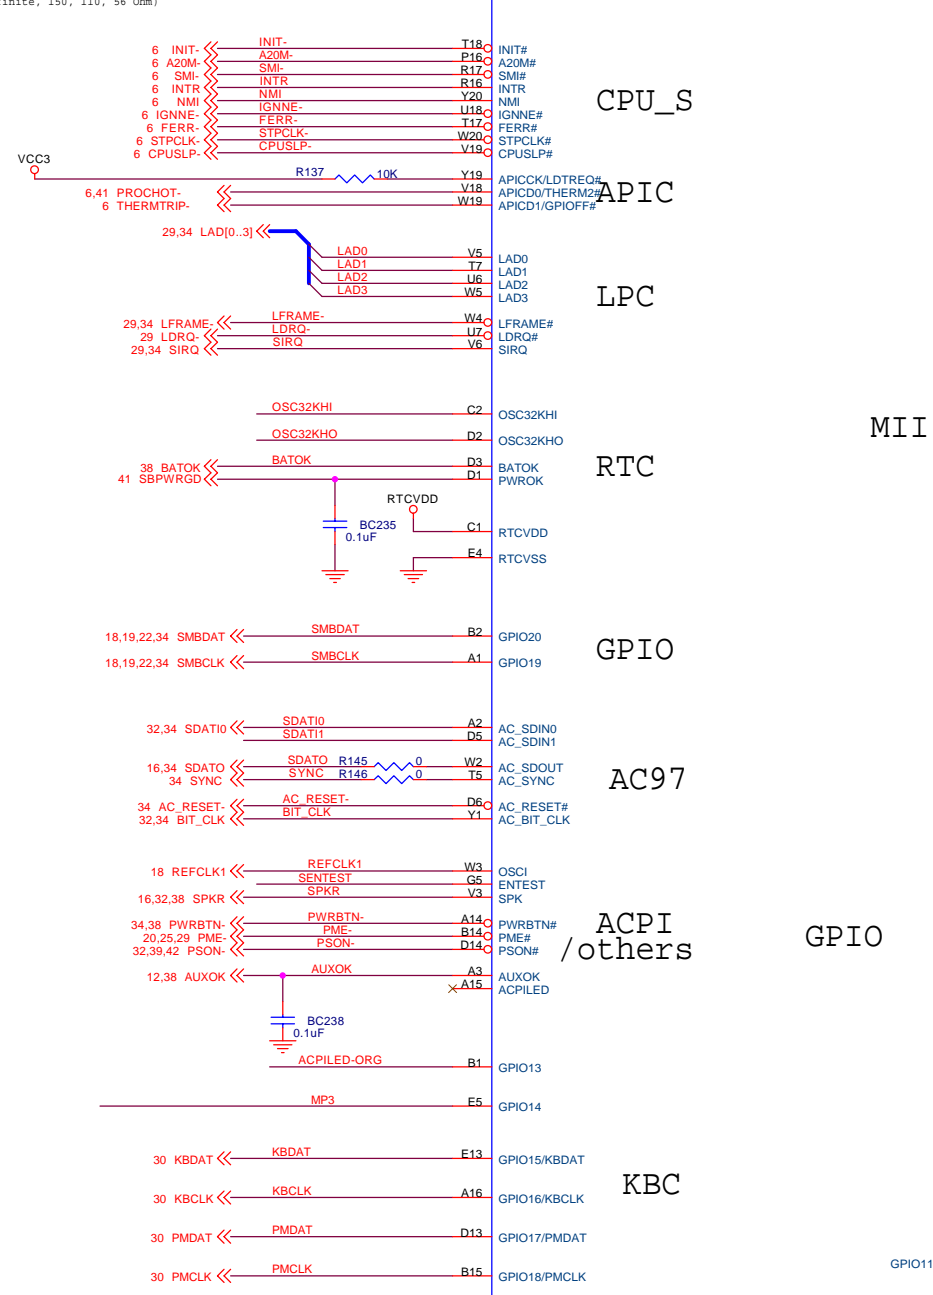 finite, 150, 110, 56 Ohm)
6 INIT- INIT- T18 INIT#
6 A20M- A20M- P16 A20M#
6 SMI- SMI- R17 SMI#
6 INTR INTR R16 INTR
6 NMI NMI Y20 NMI
CPU_S
6 IGNNE- IGNNE- U18 IGNNE#
6 FERR- FERR- T17 FERR#
6 STPCLK- STPCLK- W20 STPCLK#
6 CPUSLP- CPUSLP- V19 CPUSLP#
VCC3
R137 10K Y19 APICCK/LDTREQ#
6,41 PROCHOT- V18 APICD0/THERM2#
APIC
6 THERMTRIP- W19 APICD1/GPIOFF#
29,34 LAD[0..3]
LAD0 V5 LAD0
LAD1 T7 LAD1
LAD2 U6 LAD2
LAD3 W5 LAD3
LPC
29,34 LFRAME- LFRAME- W4 LFRAME#
29 LDRQ- LDRQ- U7 LDRQ#
29,34 SIRQ SIRQ V6 SIRQ
OSC32KHI C2 OSC32KHI
MII
OSC32KHO D2 OSC32KHO
38 BATOK BATOK D3 BATOK
RTC
41 SBPWRGD D1 PWROK
RTCVDD
BC235
0.1uF
C1 RTCVDD
E4 RTCVSS
18,19,22,34 SMBDAT SMBDAT B2 GPIO20
GPIO
18,19,22,34 SMBCLK SMBCLK A1 GPIO19
32,34 SDATI0 SDATI0 A2 AC_SDIN0
SDATI1 D5 AC_SDIN1
16,34 SDATO SDATO R145 0 W2 AC_SDOUT
34 SYNC SYNC R146 0 T5 AC_SYNC
AC97
34 AC_RESET- AC_RESET- D6 AC_RESET#
32,34 BIT_CLK BIT_CLK Y1 AC_BIT_CLK
18 REFCLK1 REFCLK1 W3 OSCI
SENTEST G5 ENTEST
16,32,38 SPKR SPKR V3 SPK
34,38 PWRBTN- PWRBTN- A14 PWRBTN#
ACPI
20,25,29 PME- PME- B14 PME#
GPIO
32,39,42 PSON- PSON- D14 PSON#
/others
12,38 AUXOK AUXOK A3 AUXOK
A15 ACPILED
BC238
0.1uF
ACPILED-ORG B1 GPIO13
MP3 E5 GPIO14
30 KBDAT KBDAT E13 GPIO15/KBDAT
KBC
30 KBCLK KBCLK A16 GPIO16/KBCLK
30 PMDAT PMDAT D13 GPIO17/PMDAT
GPIO11
30 PMCLK PMCLK B15 GPIO18/PMCLK